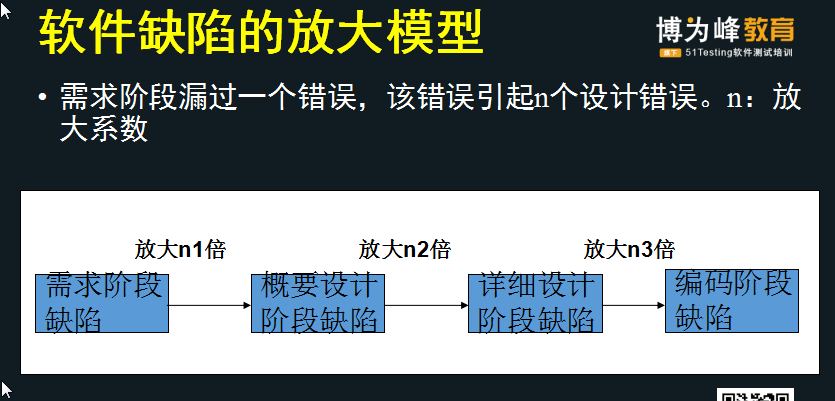 软件缺陷的放大模型
博为峰教育
旗下 51Testing软件测试培训
• 需求阶段漏过一个错误，该错误引起n个设计错误。n：放
大系数
放大n1倍
放大n2倍
放大n3倍
需求阶段
缺陷
概要设计
阶段缺陷
详细设计
阶段缺陷
编码阶段
缺陷